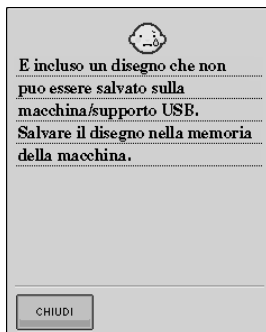 E incluso un disegno che non
puo essere salvato sulla
macchina/supporto USB.
Salvare il disegno nella memoria
della macchina.
CHIUDI